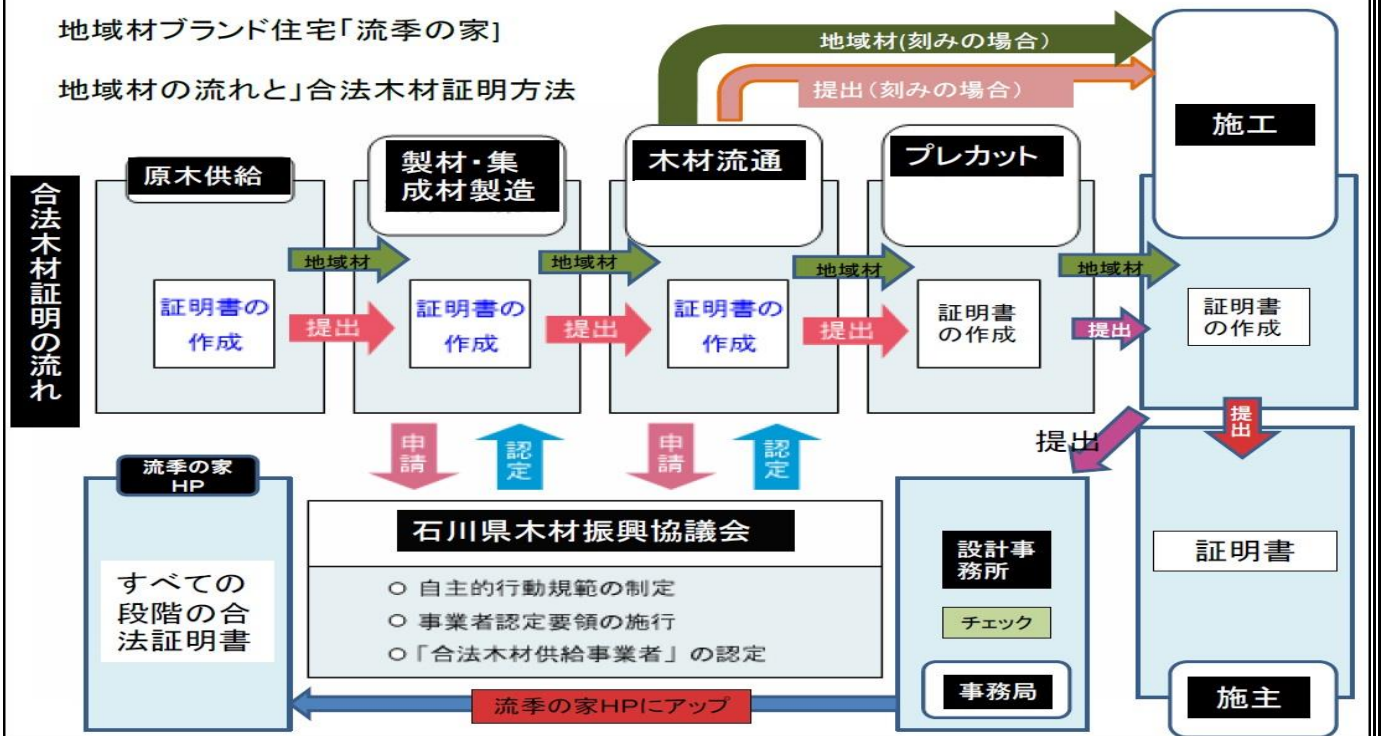 地域材ブランド住宅「流季の家]
地域材の流れと」合法木材証明方法
地域材(刻みの場合)
提出(刻みの場合)
合法木材証明の流れ
原木供給
製材・集
成材製造
木材流通
プレカット
施工
地域材
地域材
地域材
地域材
証明書の
作成
提出
証明書の
作成
提出
証明書の
作成
提出
証明書
の作成
提出
証明書
の作成
申請
認定
申請
認定
提出
提出
流季の家
HP
すべての
段階の合
法証明書
石川県木材振興協議会
○ 自主的行動規範の制定
○ 事業者認定要領の施行
○「合法木材供給事業者」の認定
設計事
務所
チェック
事務局
証明書
施主
流季の家HPにアップ